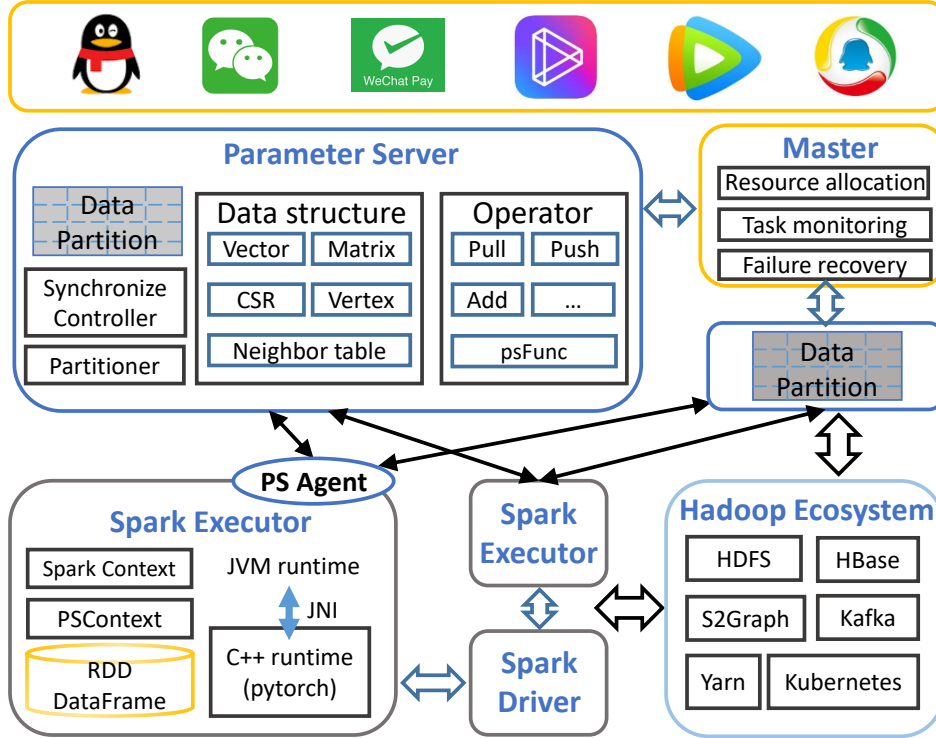 WeChat Pay
Parameter Server
Data
Partition
Synchronize
Controller
Partitioner
Data structure
Vector
Matrix
CSR
Vertex
Neighbor table
Operator
Pull
Push
Add
...
psFunc
Master
Resource allocation
Task monitoring
Failure recovery
Data
Partition
PS Agent
Spark Executor
Spark Context
PSContext
RDD
DataFrame
JVM runtime
JNI
C++ runtime
(pytorch)
Spark
Executor
Spark
Driver
Hadoop Ecosystem
HDFS
HBase
S2Graph
Kafka
Yarn
Kubernetes